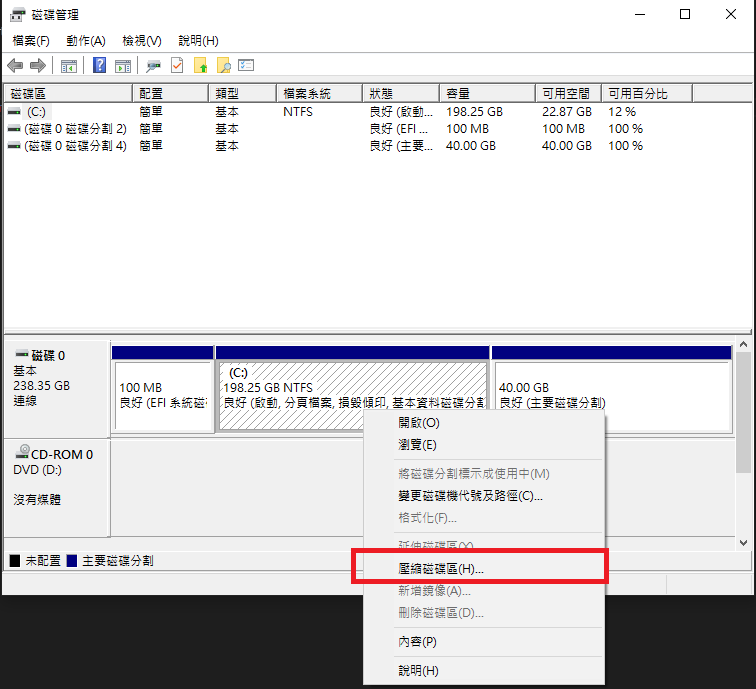 磁碟管理
檔案(F) 動作(A) 檢視(V) 說明(H)
磁碟區 配置 類型 檔案系統 狀態 容量 可用空間 可用百分比
(C:) 簡單 基本 NTFS 良好 (啟動... 198.25 GB 22.87 GB 12 %
(磁碟 0 磁碟分割 2) 簡單 基本 良好 (EFI ... 100 MB 100 MB 100 %
(磁碟 0 磁碟分割 4) 簡單 基本 良好 (主要... 40.00 GB 40.00 GB 100 %
磁碟 0
基本
238.35 GB
連線
100 MB
良好 (EFI 系統磁
(C:)
198.25 GB NTFS
良好 (啟動, 分頁檔案, 損毀傾印, 基本資料磁碟分割
40.00 GB
良好 (主要磁碟分割)
CD-ROM 0
DVD (D:)
沒有媒體
未配置 主要磁碟分割
開啟(O)
瀏覽(E)
將磁碟分割標示成使用中(M)
變更磁碟機代號及路徑(C)...
格式化(F)...
延伸磁碟區(X)...
壓縮磁碟區(H)...
新增鏡像(A)...
刪除磁碟區(D)...
內容(P)
說明(H)